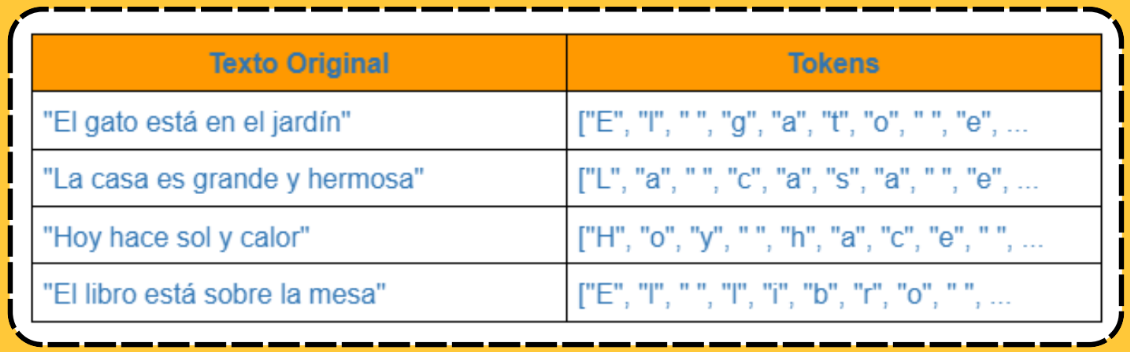 Texto Original Tokens
"El gato está en el jardín" ["E", "l", " ", "g", "a", "t", "o", " ", "e", ...
"La casa es grande y hermosa" ["L", "a", " ", "c", "a", "s", "a", " ", "e", ...
"Hoy hace sol y calor" ["H", "o", "y", " ", "h", "a", "c", "e", " ", ...
"El libro está sobre la mesa" ["E", "l", " ", "l", "i", "b", "r", "o", " ", ...